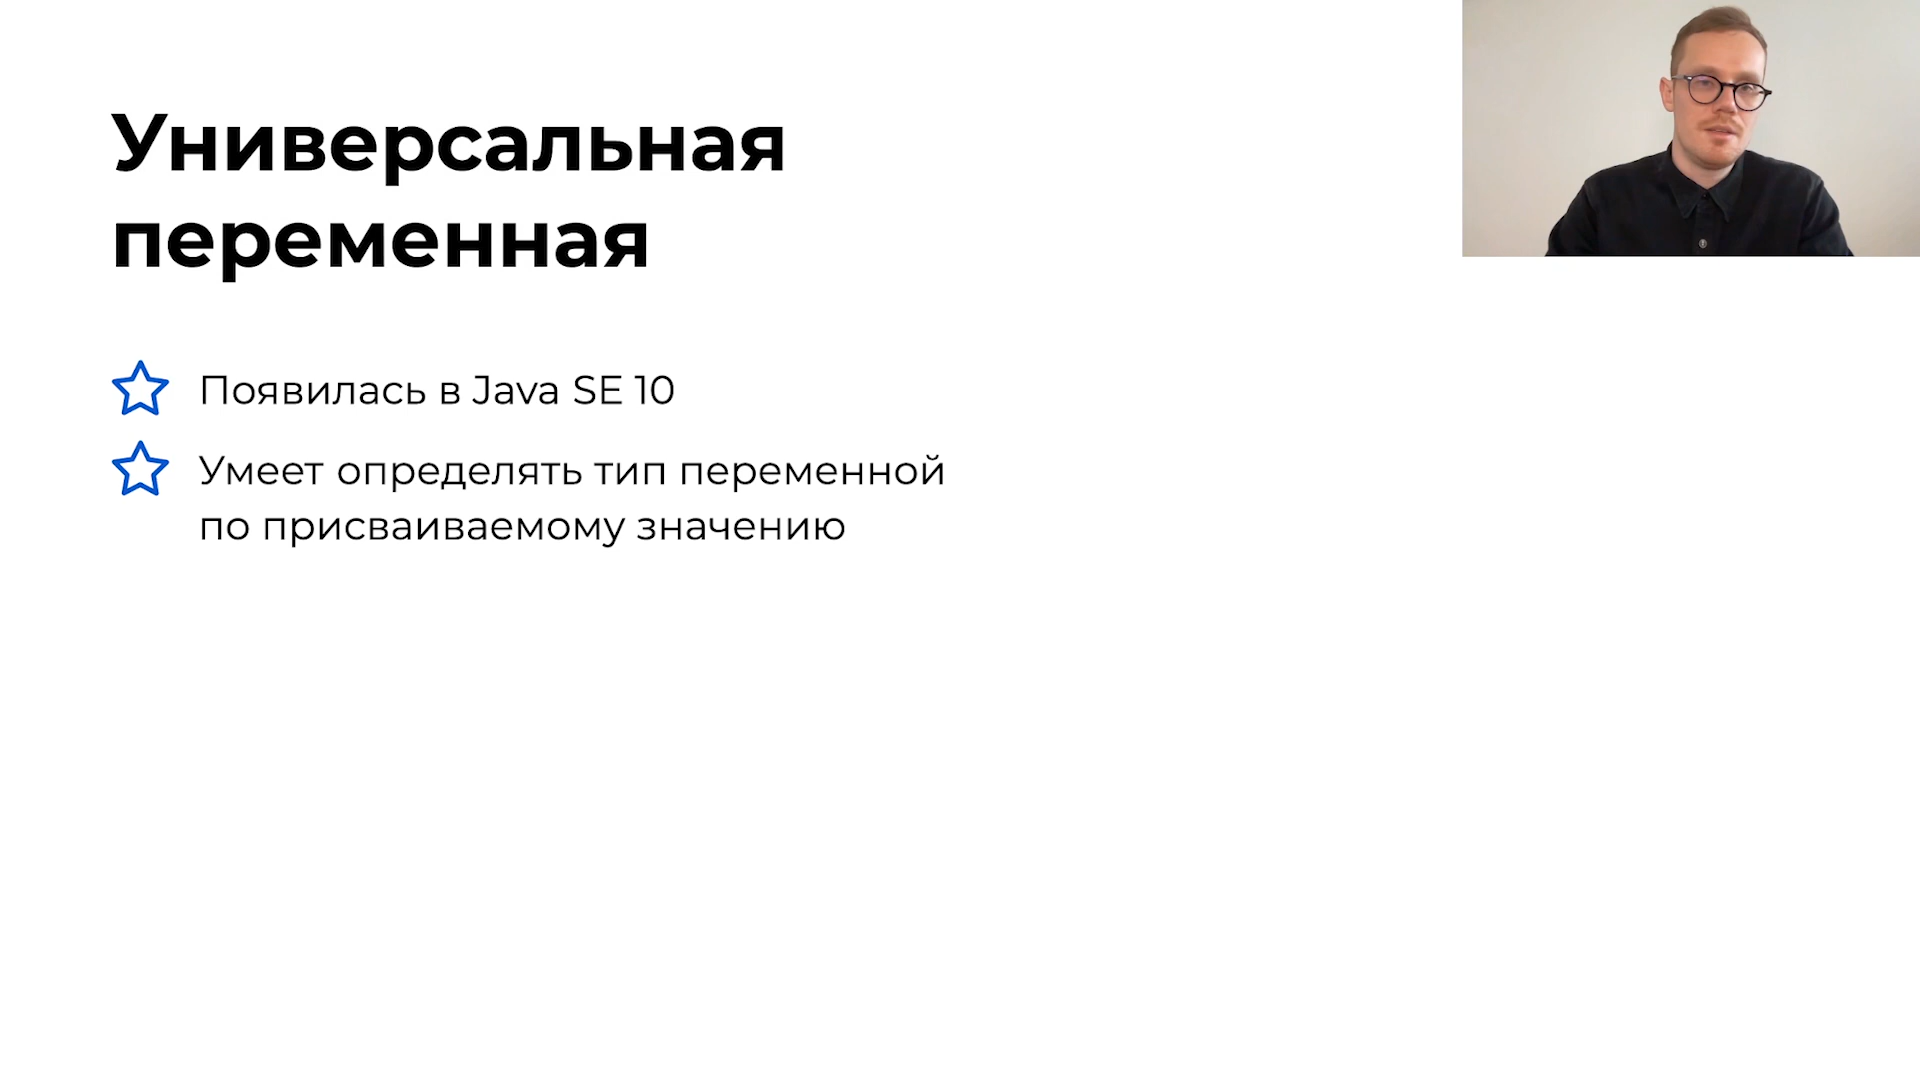 Универсальная
переменная
Появилась в Java SE 10
Умеет определять тип переменной
по присваиваемому значению